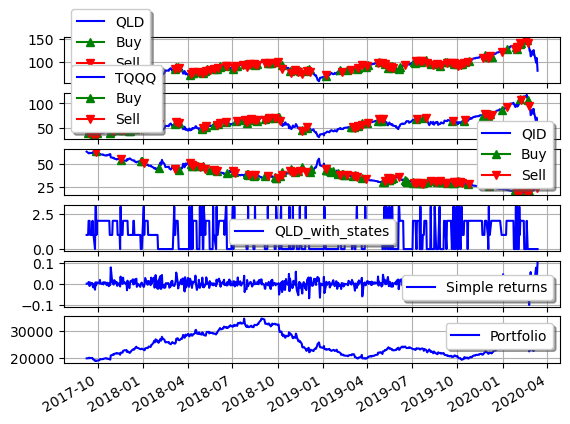 QLD
Buy
Sell
150
100
TQQQ
Buy
Sell
100
50
QID
Buy
Sell
50
25
QLD_with_states
2.5
0.0
Simple returns
0.1
0.0
−0.1
Portfolio
30000
20000
2017-10 2018-01 2018-04 2018-07 2018-10 2019-01 2019-04 2019-07 2019-10 2020-01 2020-04